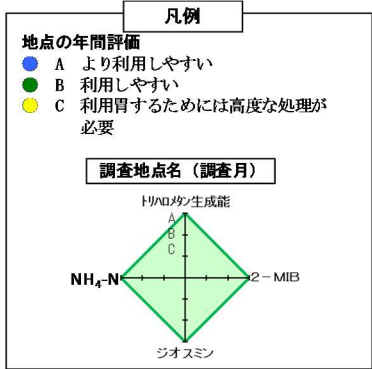 凡例
地点の年間評価
A より利用しやすい
B 利用しやすい
C 利用胃するためには高度な処理が
必要
調査地点名（調査月）
トリハロメタン生成能
A
B
C
NH₄-N
2－MIB
ジオスミン